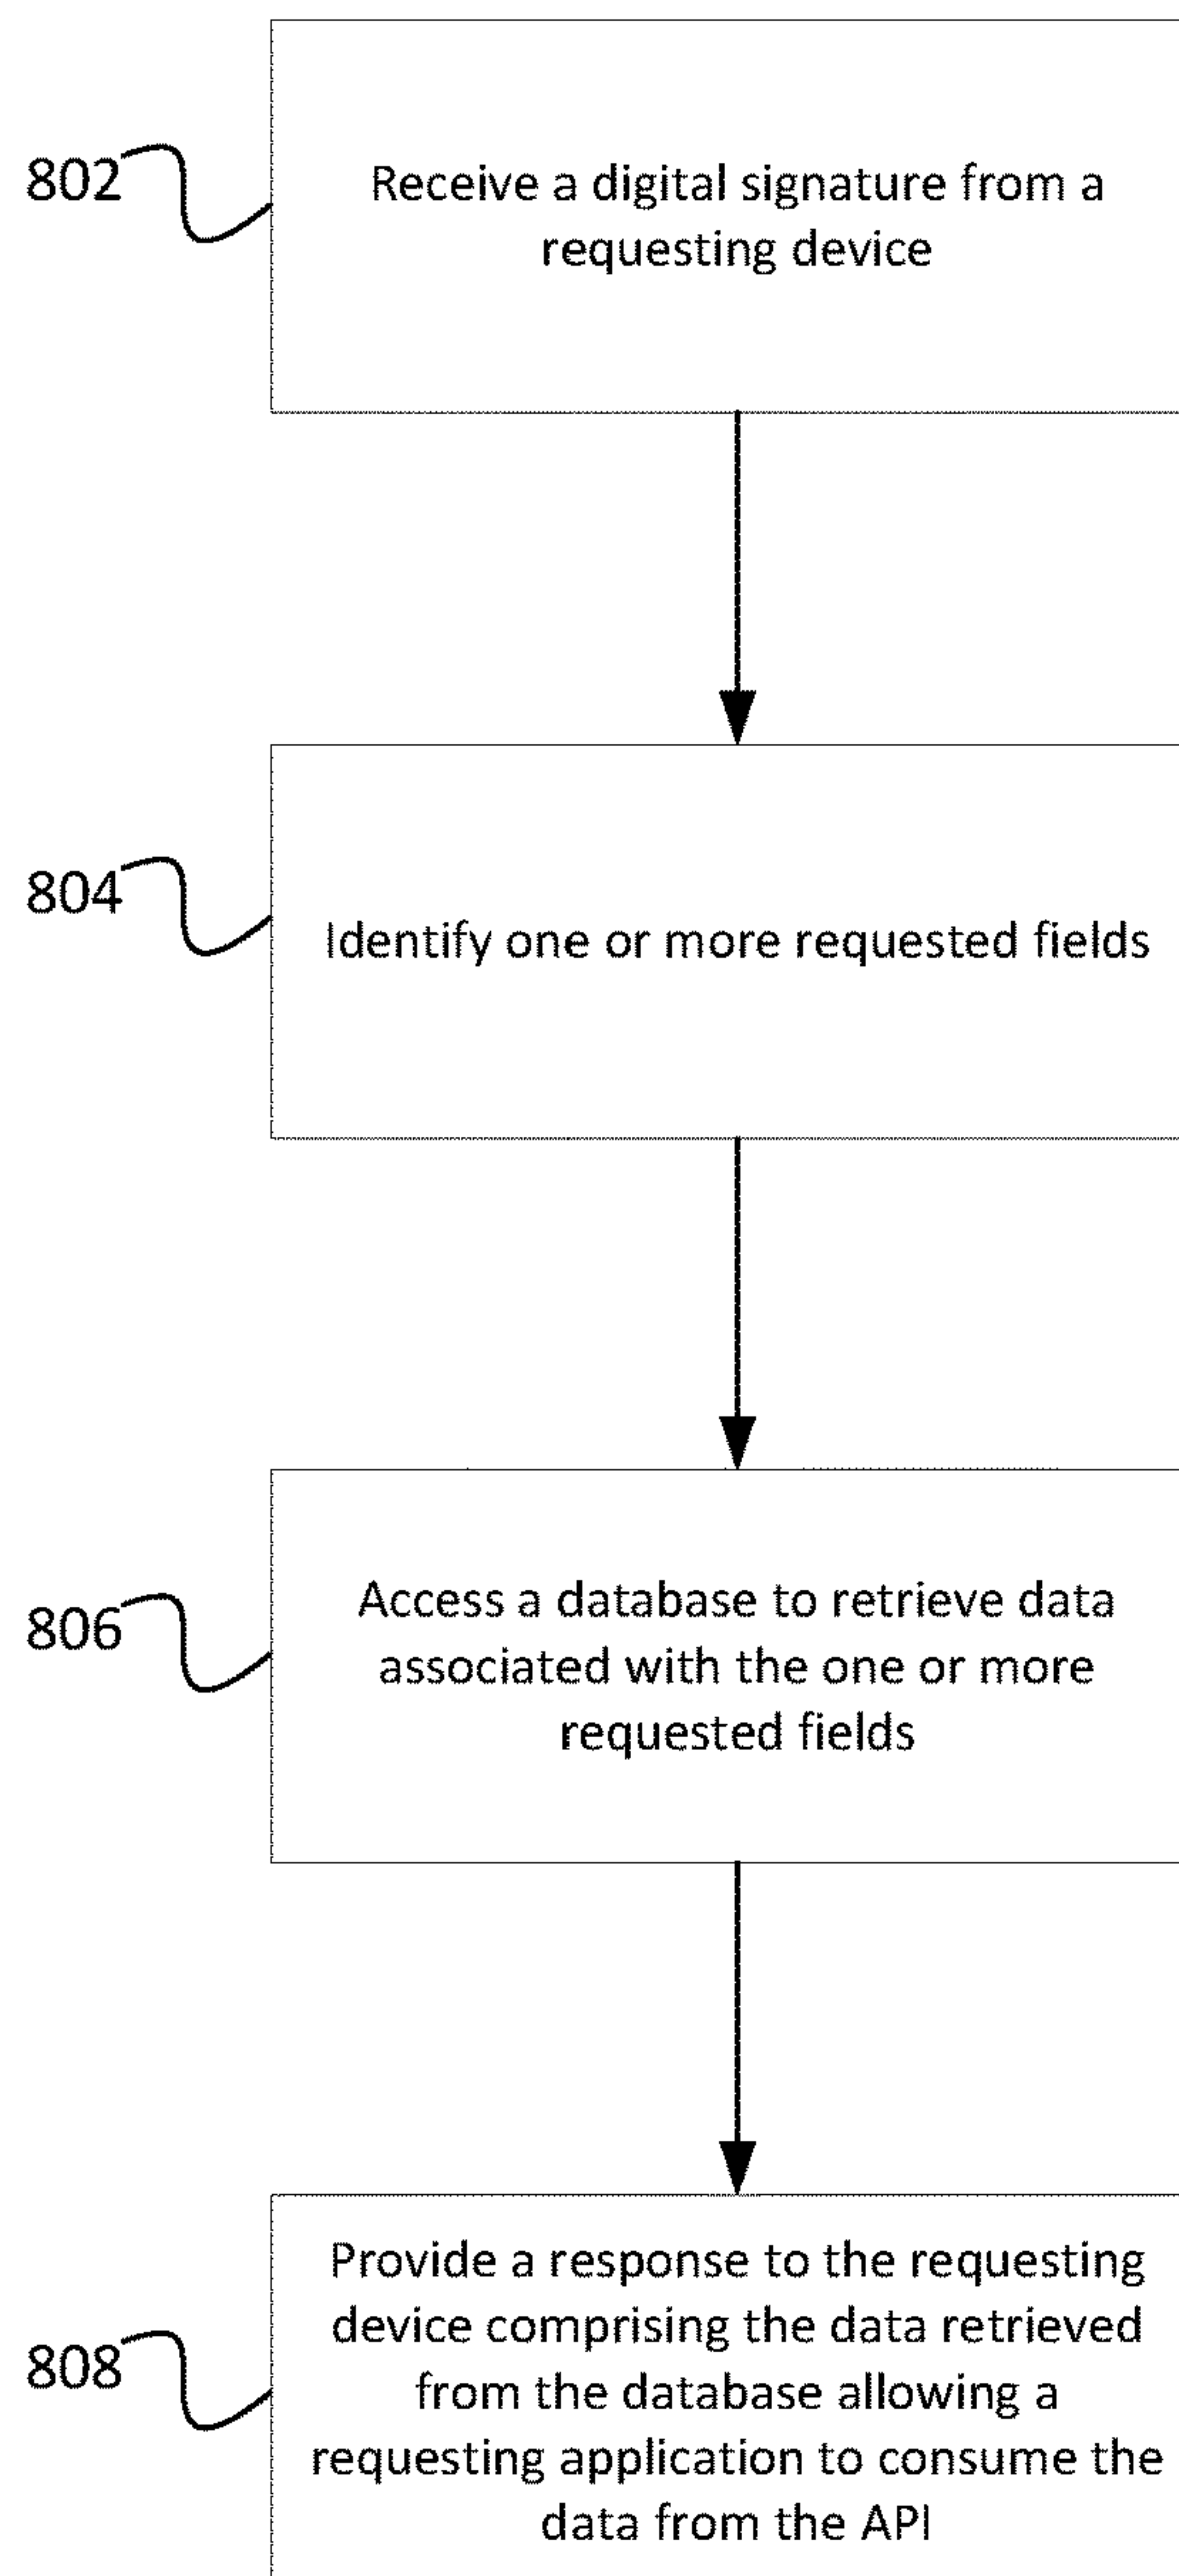 802
Receive a digital signature from a
requesting device
804
Identify one or more requested fields
806
Access a database to retrieve data
associated with the one or more
requested fields
808
Provide a response to the requesting
device comprising the data retrieved
from the database allowing a
requesting application to consume the
data from the API